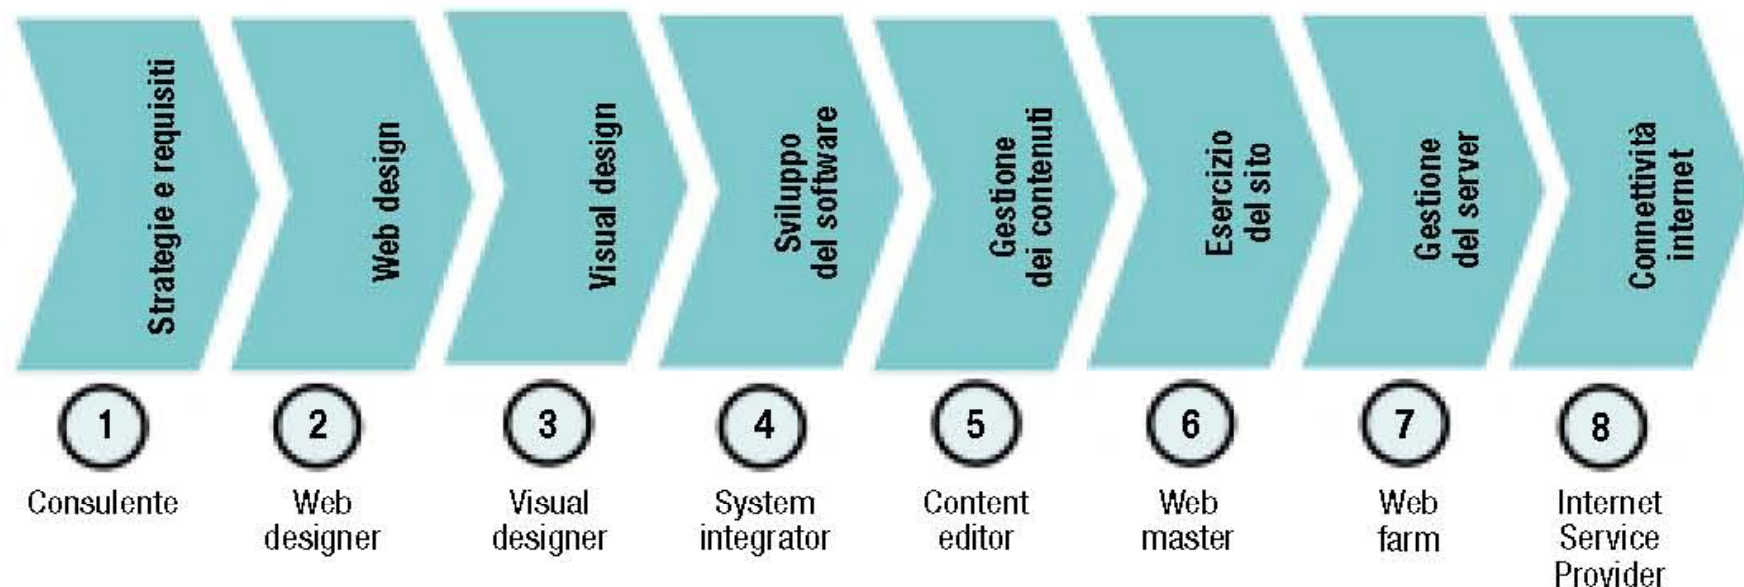 Strategie e requisiti
Web design
Visual design
Sviluppo
del software
Gestione
dei contenuti
Esercizio
del sito
Gestione
del server
Connettività
internet
1
2
3
4
5
6
7
8
Consulente
Web
designer
Visual
designer
System
integrator
Content
editor
Web
master
Web
farm
Internet
Service
Provider